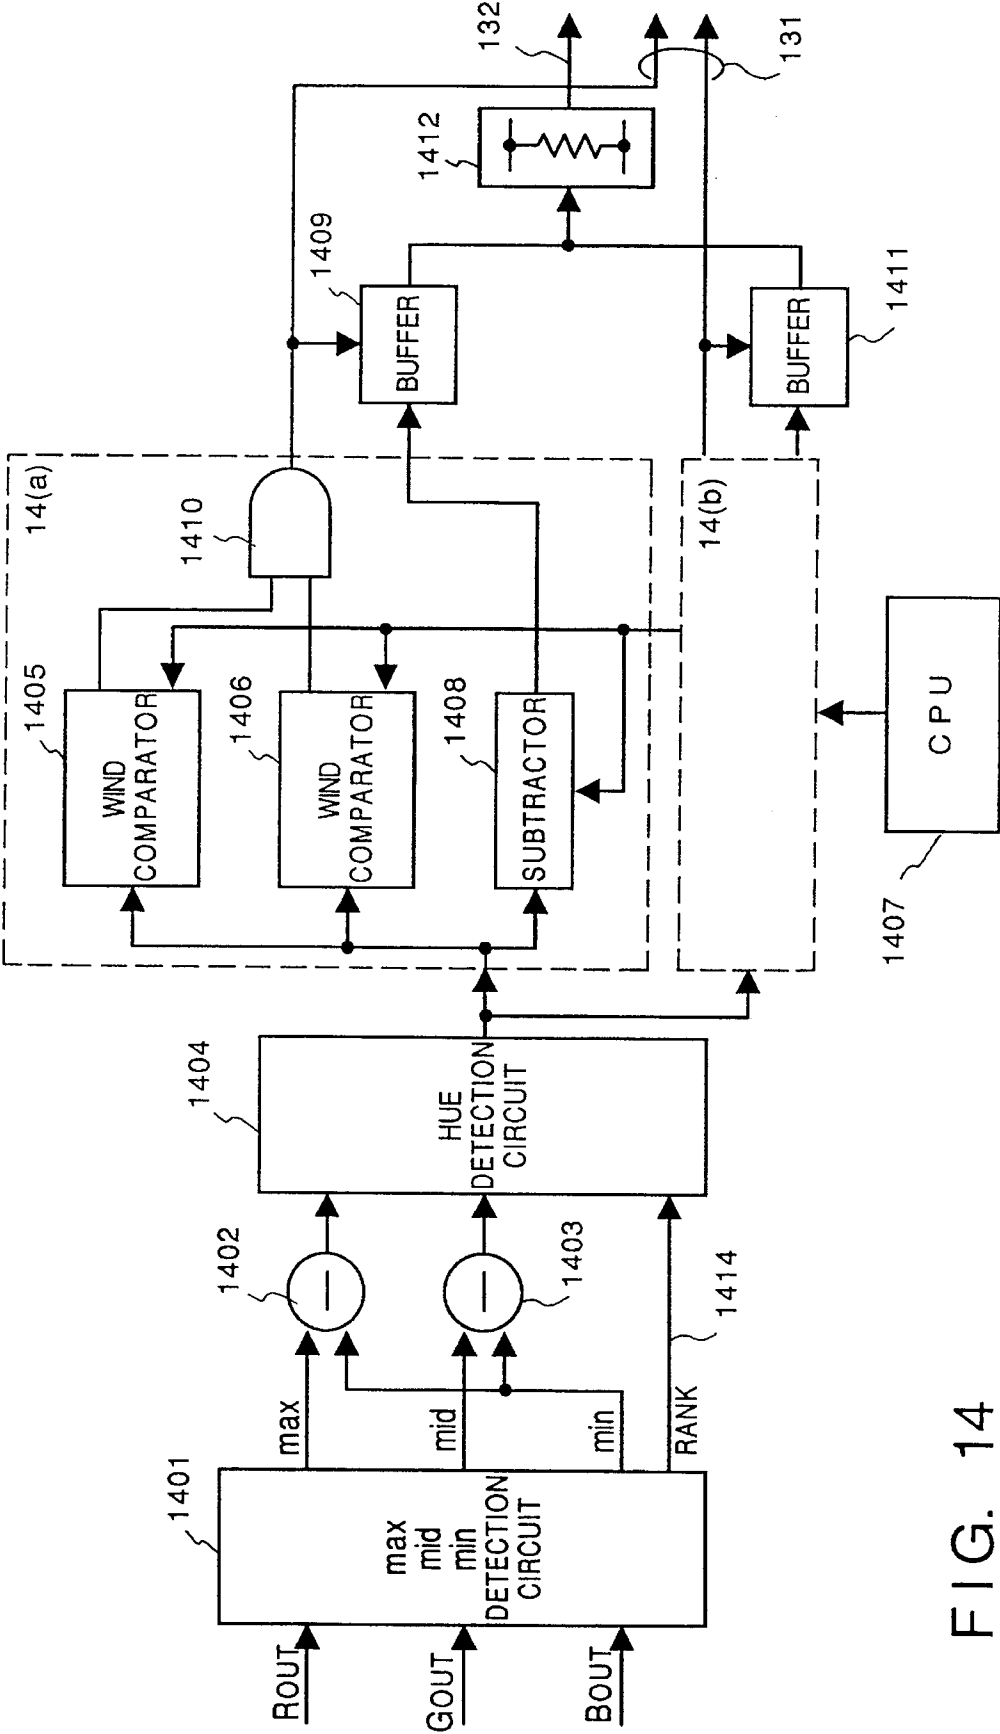 ROUT
GOUT
BOUT
1401
max
mid
min
DETECTION
CIRCUIT
max
mid
min
RANK
1402
1403
1414
1404
HUE
DETECTION
CIRCUIT
14(a)
1405
WIND
COMPARATOR
1406
WIND
COMPARATOR
1408
SUBTRACTOR
1410
14(b)
1407
CPU
1409
BUFFER
BUFFER
1411
1412
132
131
FIG. 14